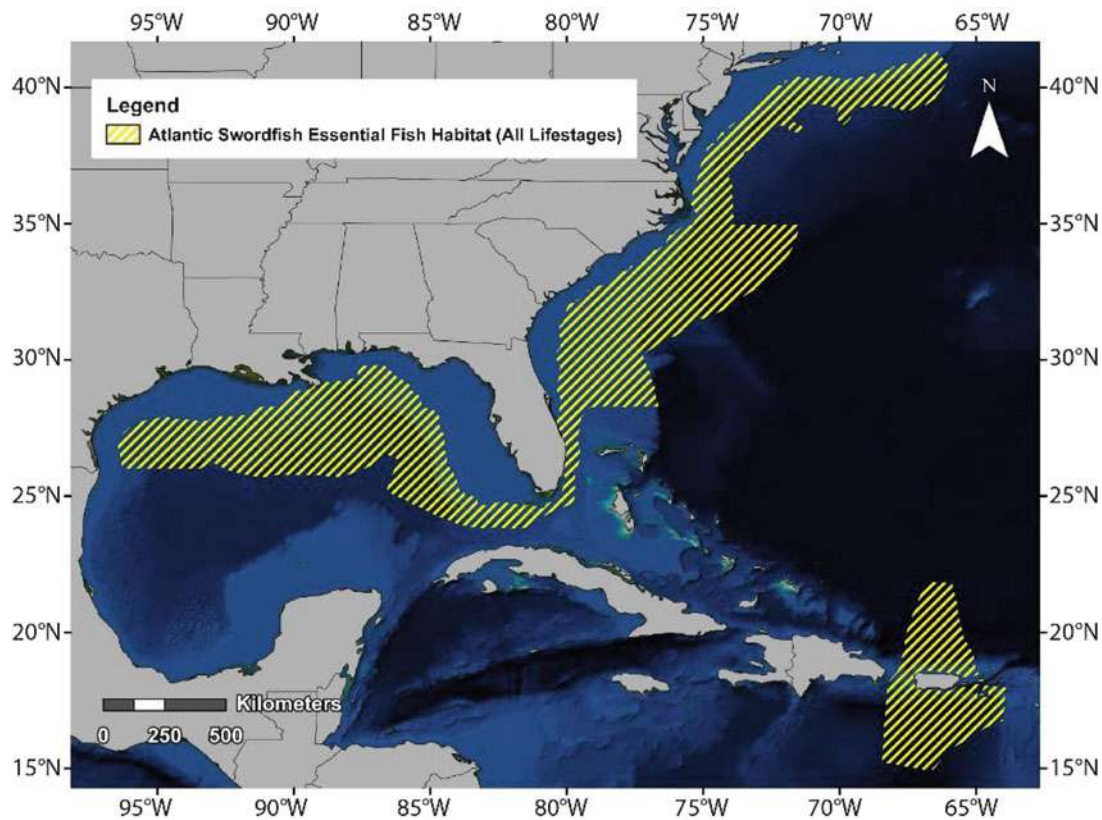 95°W 90°W 85°W 80°W 75°W 70°W 65°W
40°N 40°N
Legend
Atlantic Swordfish Essential Fish Habitat (All Lifestages)
N
35°N 35°N
30°N 30°N
25°N 25°N
20°N 20°N
Kilometers
0 250 500
15°N 15°N
95°W 90°W 85°W 80°W 75°W 70°W 65°W